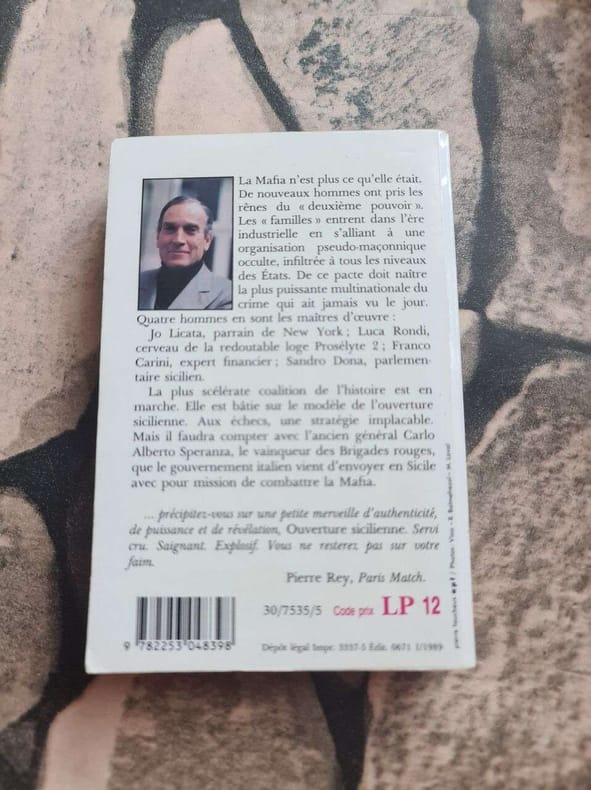 La Mafia n'est plus ce qu'elle était.
De nouveaux hommes ont pris les
rênes du « deuxième pouvoir ».
Les « familles » entrent dans l'ère
industrielle en s'alliant à une
organisation pseudo-maçonnique
occulte, infiltrée à tous les niveaux
des États. De ce pacte doit naître
la plus puissante multinationale du
crime qui ait jamais vu le jour.
Quatre hommes en sont les maîtres d'œuvre :
Jo Licata, parrain de New York ; Luca Rondi,
cerveau de la redoutable loge Prosélyte 2 ; Franco
Carini, expert financier ; Sandro Dona, parlemen-
taire sicilien.
La plus scélérate coalition de l'histoire est en
marche. Elle est bâtie sur le modèle de l'ouverture
sicilienne. Aux échecs, une stratégie implacable.
Mais il faudra compter avec l'ancien général Carlo
Alberto Speranza, le vainqueur des Brigades rouges,
que le gouvernement italien vient d'envoyer en Sicile
avec pour mission de combattre la Mafia.
... précipitez-vous sur une petite merveille d'authenticité,
de puissance et de révélation, Ouverture sicilienne. Servi
cru. Saignant. Explosif. Vous ne resterez pas sur votre
faim.
Pierre Rey, Paris Match.
30/7535/5 Code prix LP 12
9 782253 048398
Dépôt légal Impr. 3337-5 Édit. 0671 1/1989
pierre faucheux / Photos